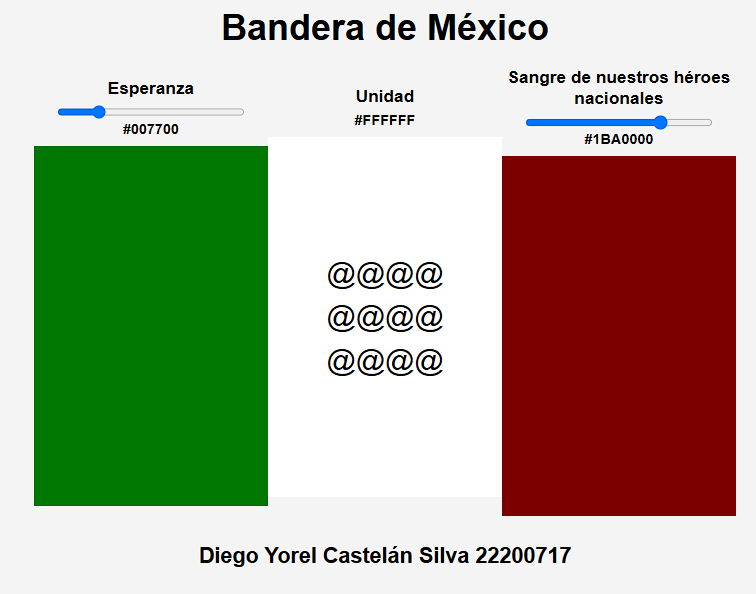 Bandera de México
Esperanza
#007700
Unidad
#FFFFFF
Sangre de nuestros héroes
nacionales
#1BA0000
@@@@
@@@@
@@@@
Diego Yorel Castelán Silva 22200717